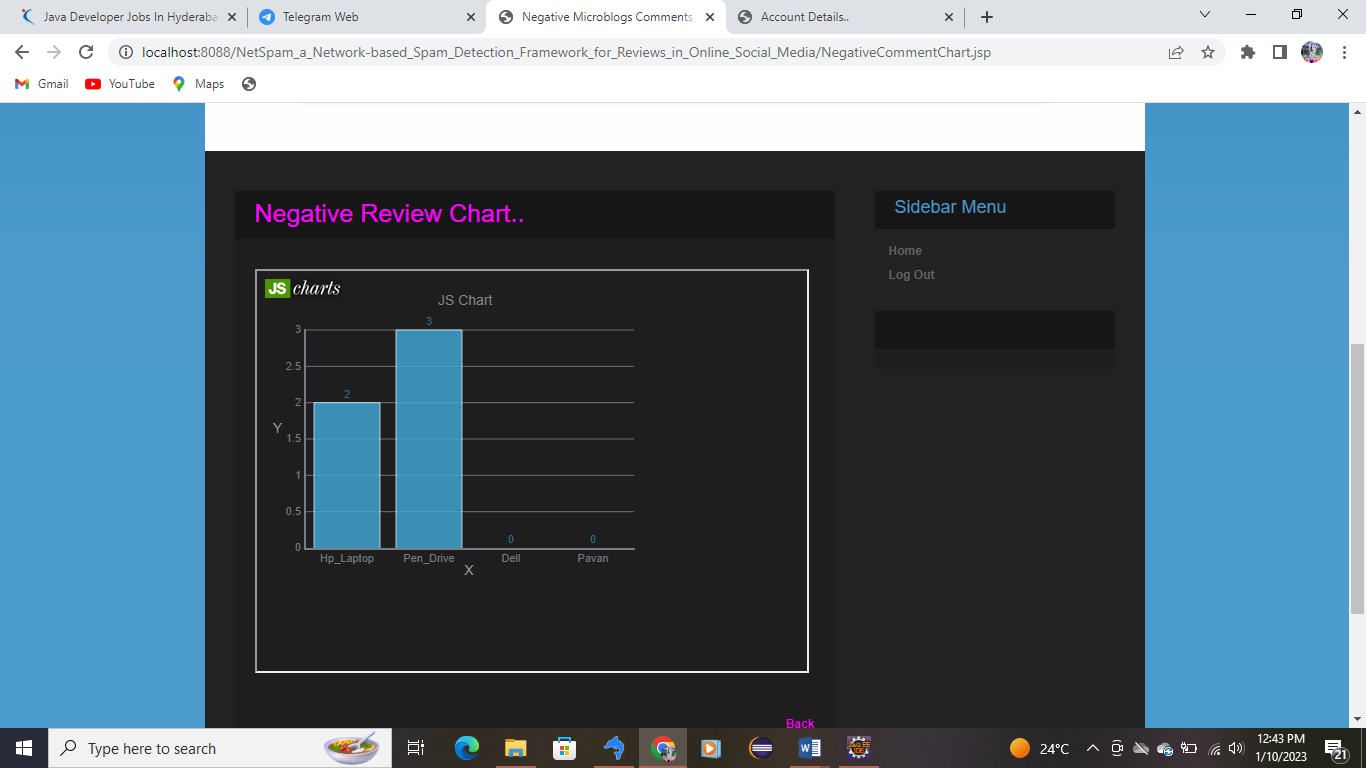 Java Developer Jobs In Hyderaba
Telegram Web
Negative Microblogs Comments
Account Details..
localhost:8088/NetSpam_a_Network-based_Spam_Detection_Framework_for_Reviews_in_Online_Social_Media/NegativeCommentChart.jsp
Gmail
YouTube
Maps
Negative Review Chart..
JS charts
JS Chart
3
2.5
2
1.5
1
0.5
0
Y
2
3
0
0
Hp_Laptop
Pen_Drive
Dell
Pavan
X
Back
Sidebar Menu
Home
Log Out
Type here to search
24°C
12:43 PM
1/10/2023
21